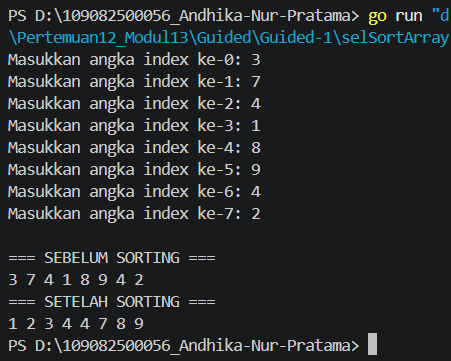 PS D:\109082500056_Andhika-Nur-Pratama> go run "d
\Pertemuan12_Modul13\Guided\Guided-1\selSortArray
Masukkan angka index ke-0: 3
Masukkan angka index ke-1: 7
Masukkan angka index ke-2: 4
Masukkan angka index ke-3: 1
Masukkan angka index ke-4: 8
Masukkan angka index ke-5: 9
Masukkan angka index ke-6: 4
Masukkan angka index ke-7: 2
=== SEBELUM SORTING ===
3 7 4 1 8 9 4 2
=== SETELAH SORTING ===
1 2 3 4 4 7 8 9
PS D:\109082500056_Andhika-Nur-Pratama>